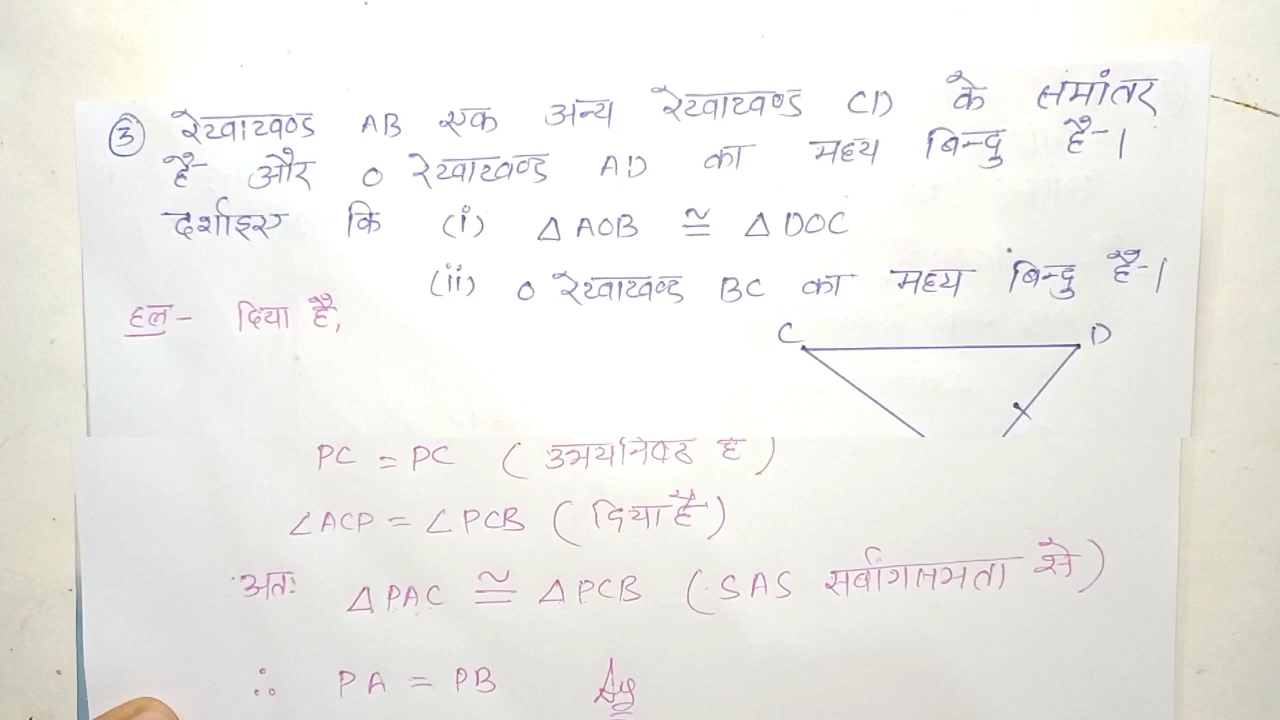 ③ रेखाखण्ड AB एक अन्य रेखाखण्ड CD के समांतर
है और O रेखाखण्ड AD का मध्य बिन्दु है।
दर्शाइए कि (i) Δ AOB ≅ Δ DOC
(ii) O रेखाखण्ड BC का मध्य बिन्दु है।
हल - दिया है,
C D
PC = PC ( उभयनिष्ठ है )
∠ACP = ∠PCB ( दिया है )
अतः Δ PAC ≅ Δ PCB ( SAS सर्वांगसमता से )
∴ PA = PB